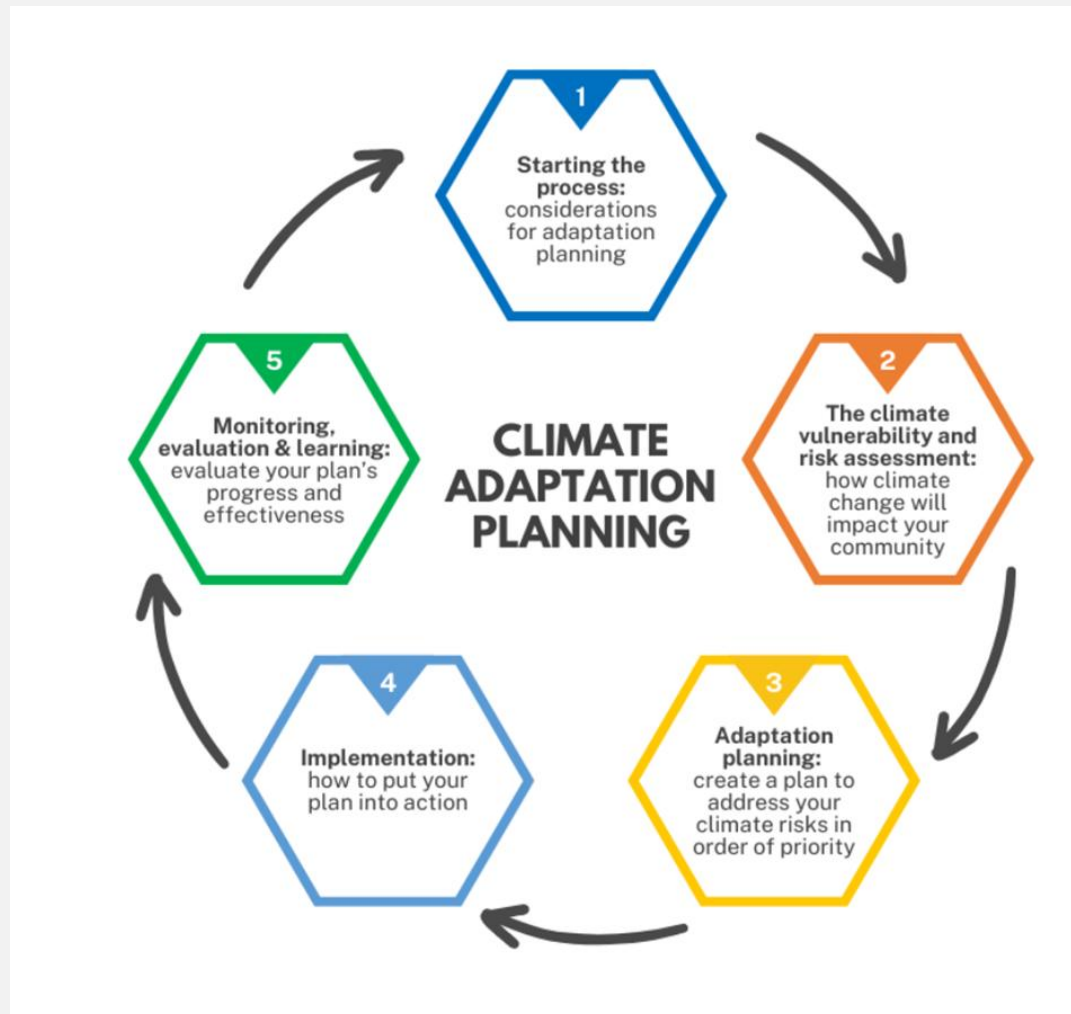 1
Starting the
process:
considerations
for adaptation
planning
2
The climate
vulnerability and
risk assessment:
how climate
change will
impact your
community
3
Adaptation
planning:
create a plan to
address your
climate risks in
order of priority
4
Implementation:
how to put your
plan into action
5
Monitoring,
evaluation & learning:
evaluate your plan's
progress and
effectiveness
CLIMATE
ADAPTATION
PLANNING